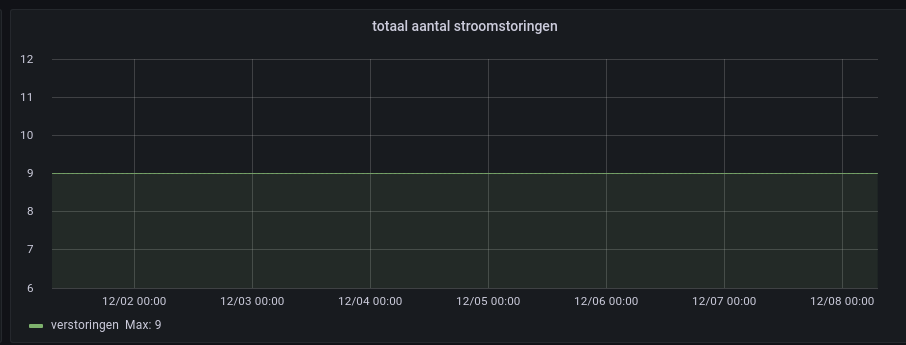 totaal aantal stroomstoringen
12
11
10
9
8
7
6
12/02 00:00 12/03 00:00 12/04 00:00 12/05 00:00 12/06 00:00 12/07 00:00 12/08 00:00
verstoringen Max: 9